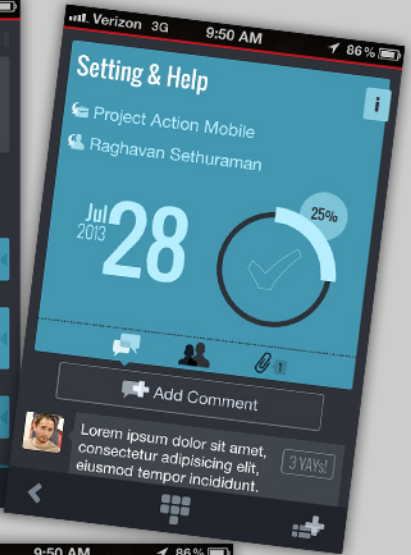 Verizon 3G 9:50 AM 86%
Setting & Help
i
Project Action Mobile
Raghavan Sethuraman
25%
Jul
2013
28
1
Add Comment
Lorem ipsum dolor sit amet,
consectetur adipisicing elit,
eiusmod tempor incididunt.
3 YAYs!
9:50 AM 86%